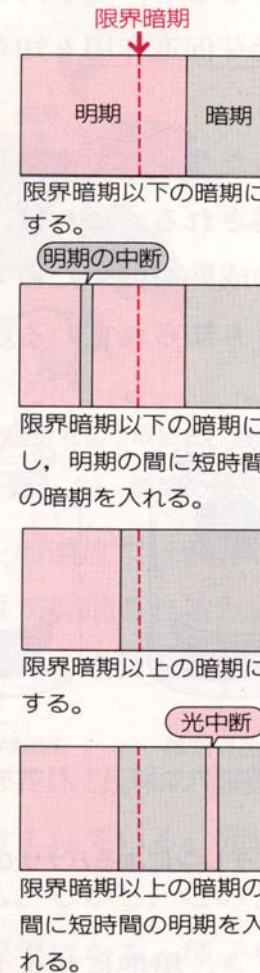 限界暗期
明期
暗期
限界暗期以下の暗期に
する。
明期の中断
限界暗期以下の暗期に
し，明期の間に短時間
の暗期を入れる。
限界暗期以上の暗期に
する。
光中断
限界暗期以上の暗期の
間に短時間の明期を入
れる。